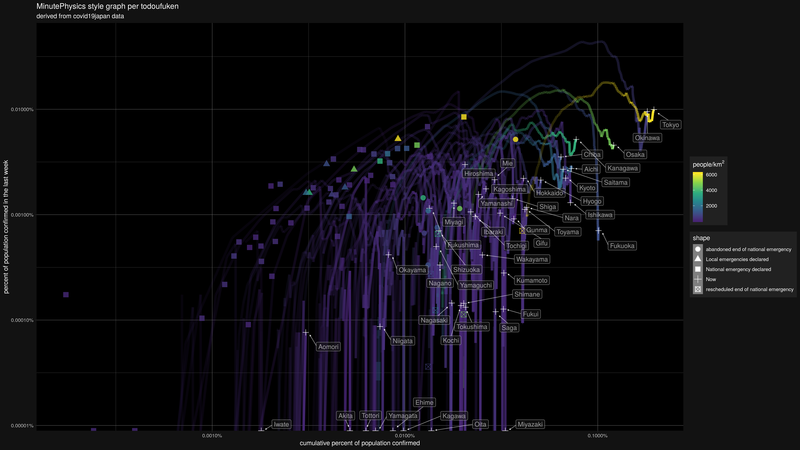 MinutePhysics style graph per todoufuken
derived from covid19japan data
percent of population confirmed in the last week
0.01000%
0.00100%
0.00010%
0.00001%
Tokyo
Okinawa
Osaka
Chiba
Kanagawa
Mie
Aichi
Hiroshima
Saitama
Kagoshima
Kyoto
Hokkaido
Yamanashi
Hyogo
Shiga
Ishikawa
Nara
Miyagi
Ibaraki
Gunma
Toyama
Fukushima
Tochigi
Gifu
Fukuoka
Wakayama
Okayama
Shizuoka
Nagano
Kumamoto
Yamaguchi
Shimane
Nagasaki
Fukui
Tokushima
Saga
Niigata
Kochi
Aomori
Ehime
Akita
Tottori
Yamagata
Kagawa
Iwate
Oita
Miyazaki
0.0010%
0.0100%
0.1000%
cumulative percent of population confirmed
people/km²
6000
4000
2000
shape
abandoned end of national emergency
Local emergencies declared
National emergency declared
Now
rescheduled end of national emergency